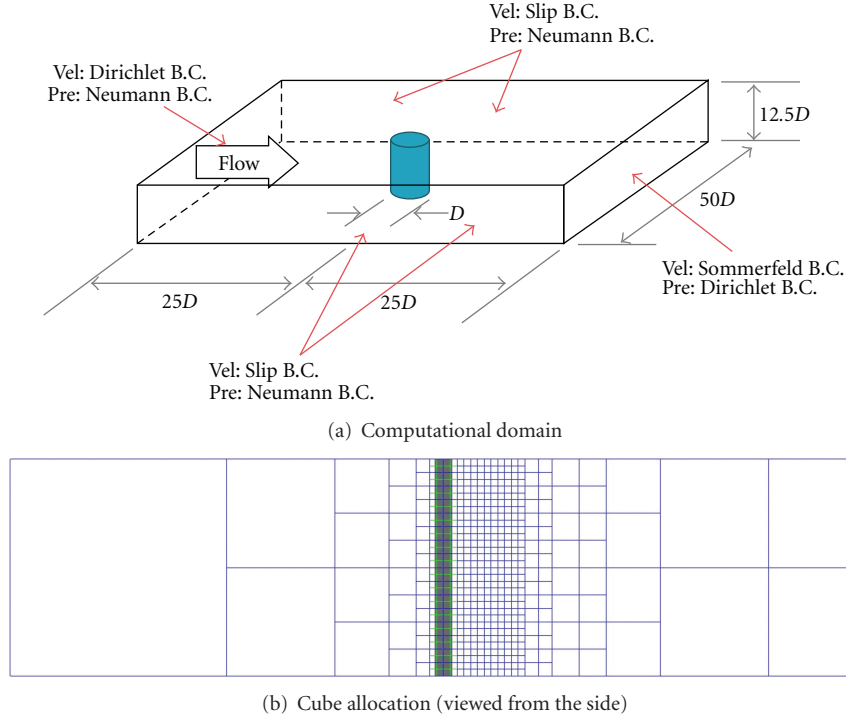 Vel: Slip B.C.
Pre: Neumann B.C.
Vel: Dirichlet B.C.
Pre: Neumann B.C.
12.5D
Flow
50D
D
Vel: Sommerfeld B.C.
Pre: Dirichlet B.C.
25D
25D
Vel: Slip B.C.
Pre: Neumann B.C.
(a) Computational domain
(b) Cube allocation (viewed from the side)